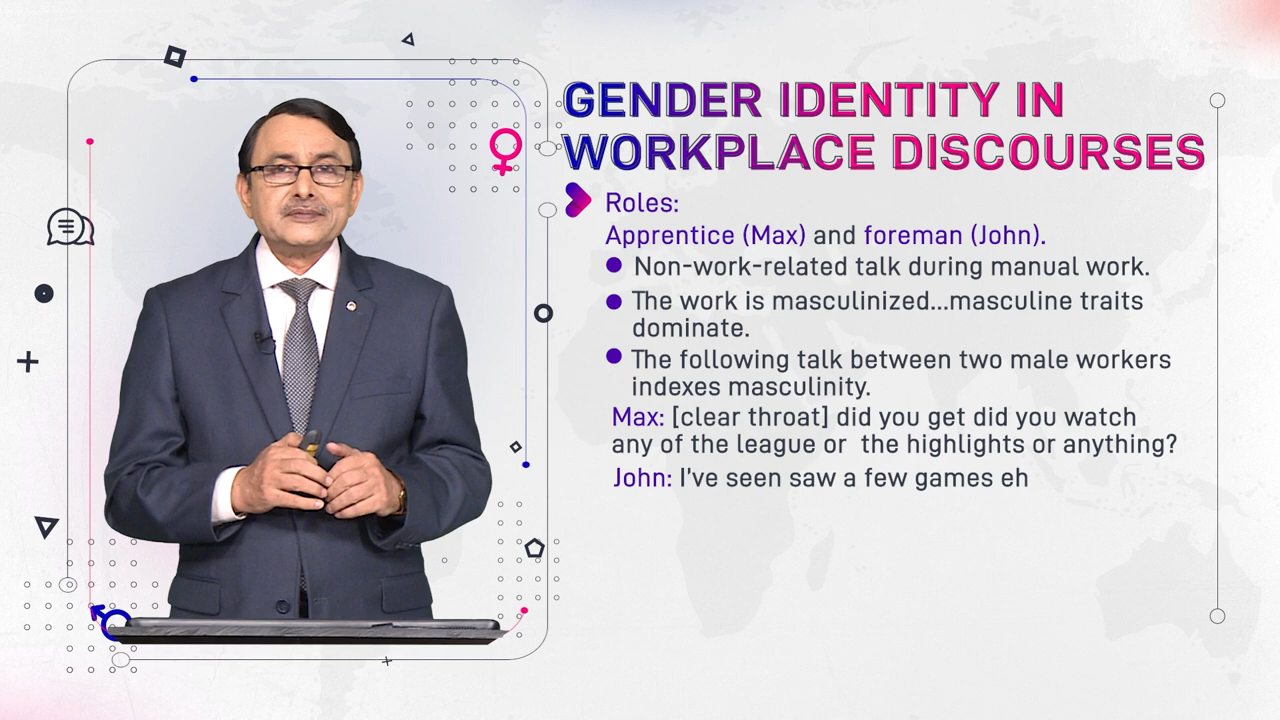 GENDER IDENTITY IN
WORKPLACE DISCOURSES
Roles:
Apprentice (Max) and foreman (John).
Non-work-related talk during manual work.
The work is masculinized...masculine traits
dominate.
The following talk between two male workers
indexes masculinity.
Max: [clear throat] did you get did you watch
any of the league or the highlights or anything?
John: I've seen saw a few games eh